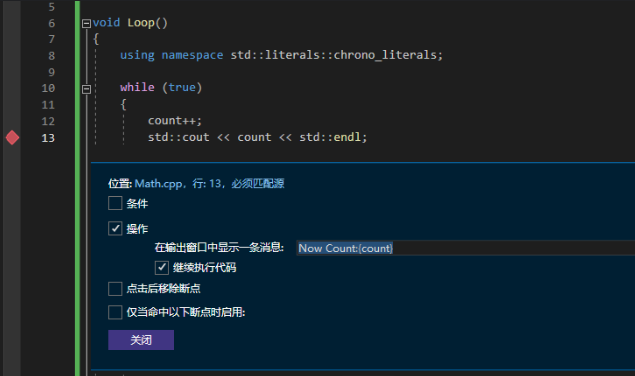 5
6 void Loop()
7 {
8 using namespace std::literals::chrono_literals;
9
10 while (true)
11 {
12 count++;
13 std::cout << count << std::endl;
位置: Math.cpp，行: 13，必须匹配源
条件
操作
在输出窗口中显示一条消息: Now Count:{count}
继续执行代码
点击后移除断点
仅当命中以下断点时启用:
关闭